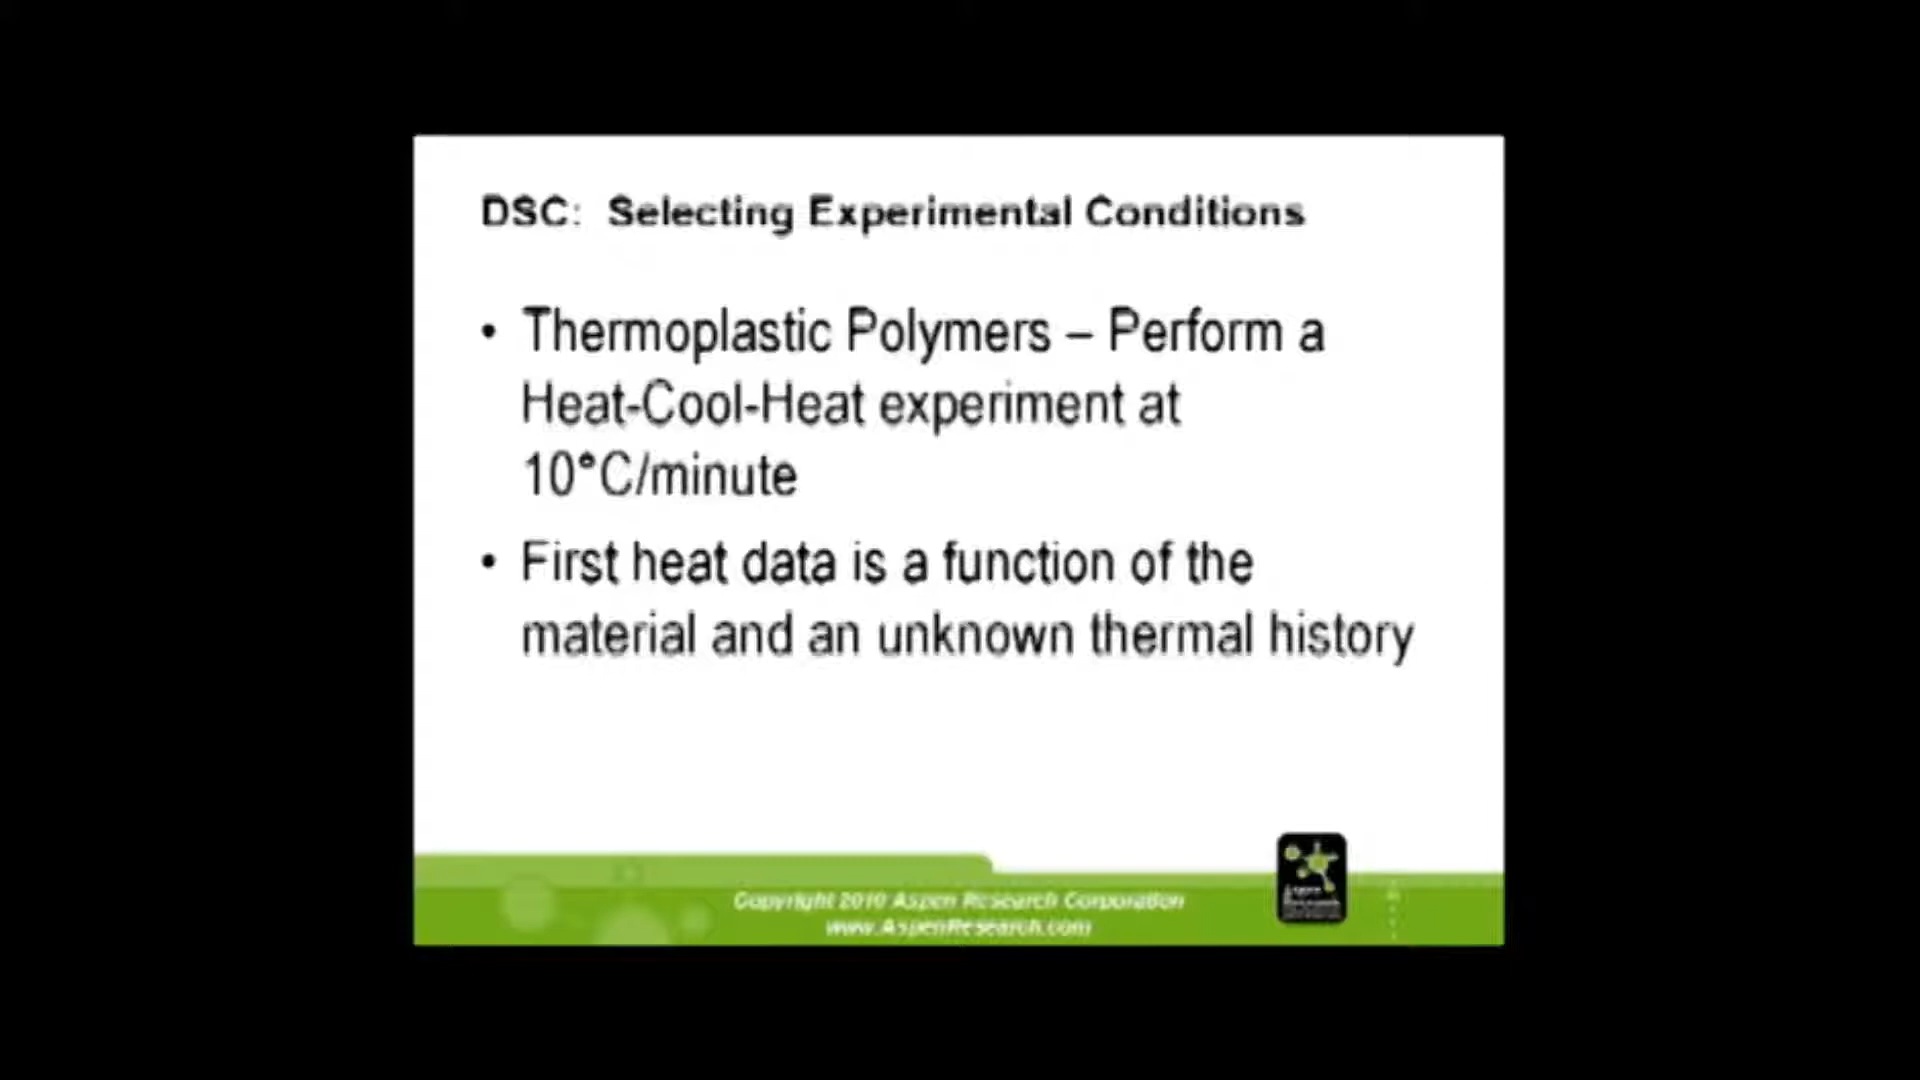 DSC: Selecting Experimental Conditions
• Thermoplastic Polymers – Perform a
Heat-Cool-Heat experiment at
10°C/minute
• First heat data is a function of the
material and an unknown thermal history
Copyright 2010 Aspen Research Corporation
www.AspenResearch.com